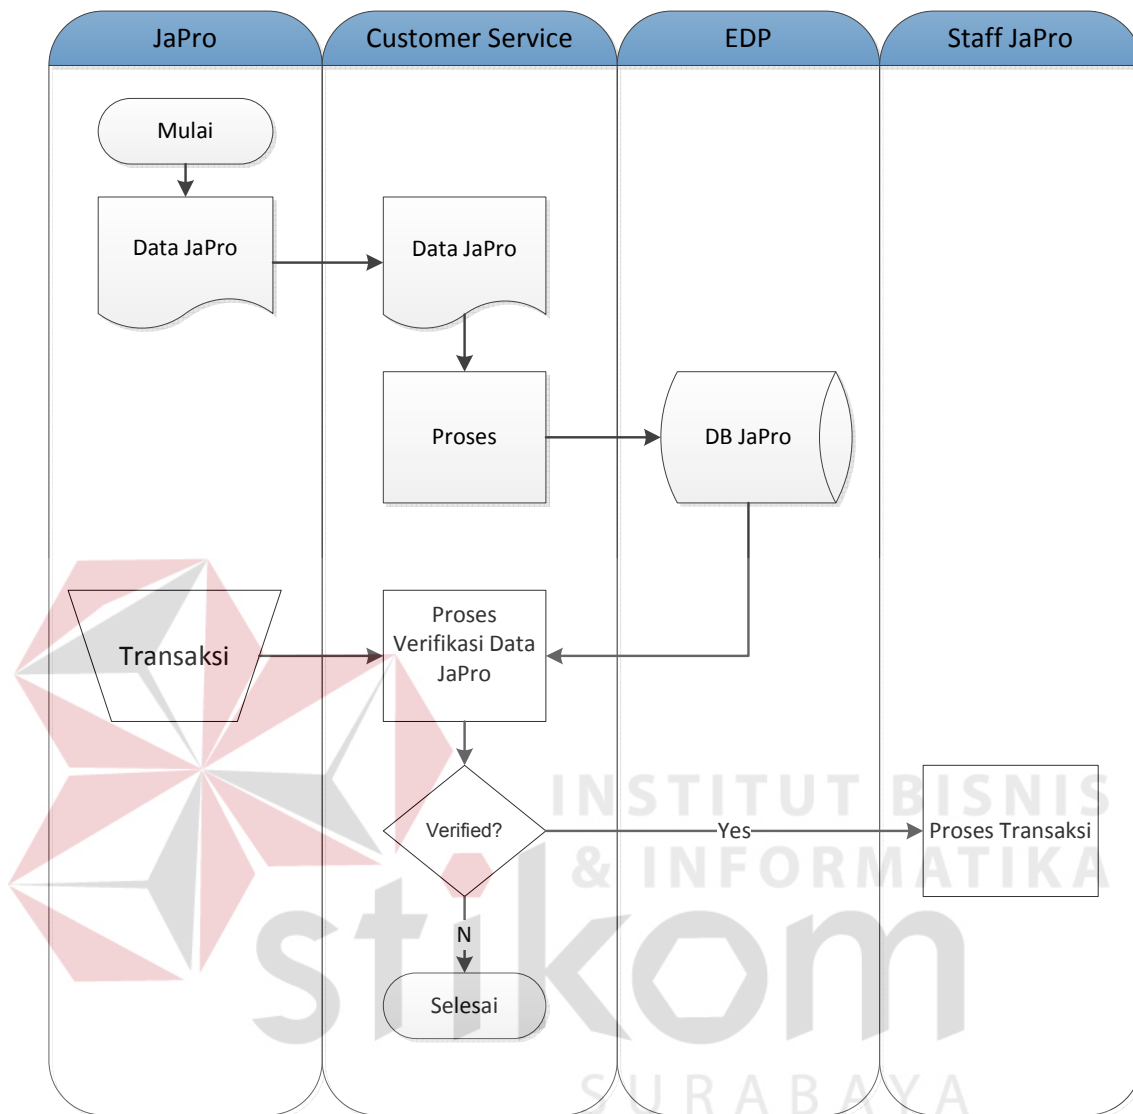 JaPro
Customer Service
EDP
Staff JaPro
Mulai
Data JaPro
Data JaPro
Proses
DB JaPro
Transaksi
Proses
Verifikasi Data
JaPro
INSTITUT BISNIS
Verified?
Yes
Proses Transaksi
& INFORMATIKA
stikom
N
Selesai
SURABAYA